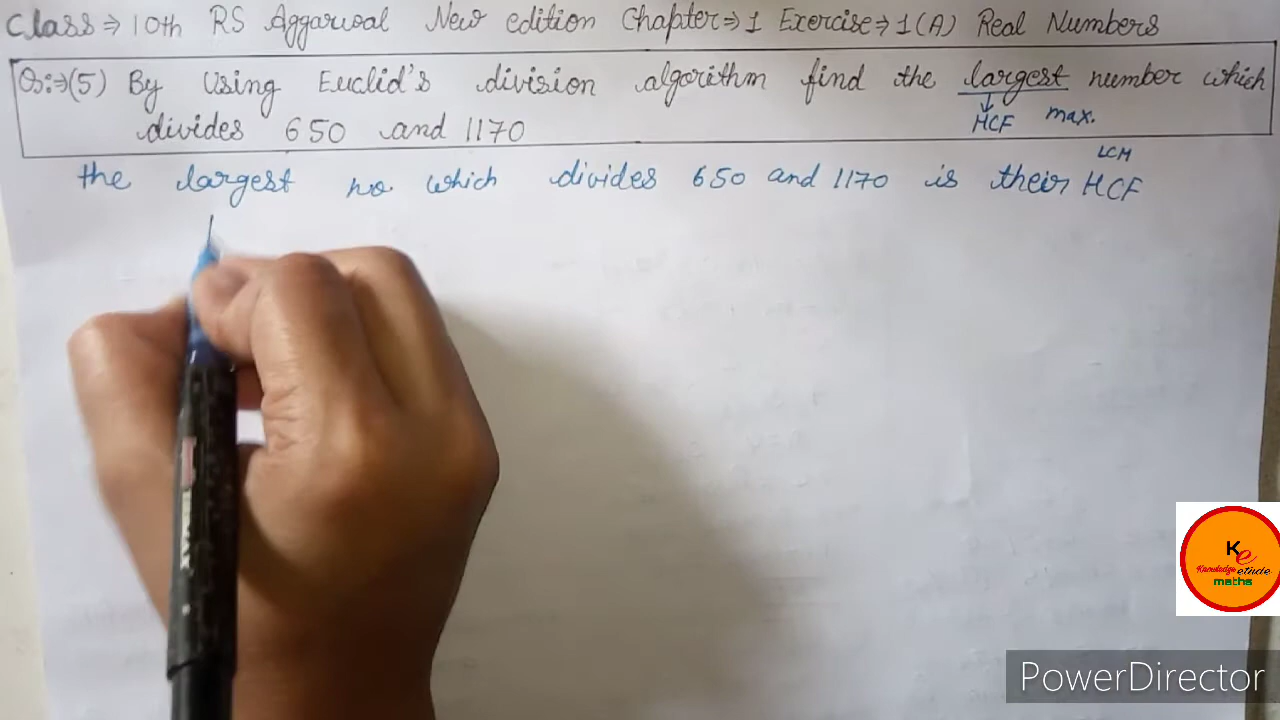 Class⇒10th RS Aggarwal New edition Chapter⇒1 Exercise⇒1(A) Real Numbers
Q:⇒(5) By Using Euclid's division algorithm find the largest number which
divides 650 and 1170
↓
HCF max.
LCM
the largest no which divides 650 and 1170 is their HCF
Ke
Knowledge etude
maths
PowerDirector